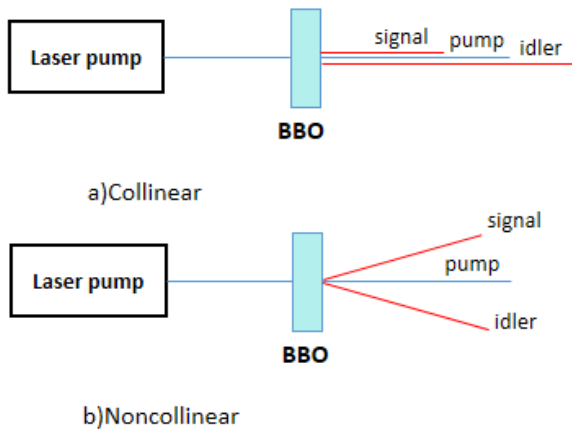 signal
pump
idler
Laser pump
BBO
a)Collinear
signal
pump
Laser pump
idler
BBO
b)Noncollinear